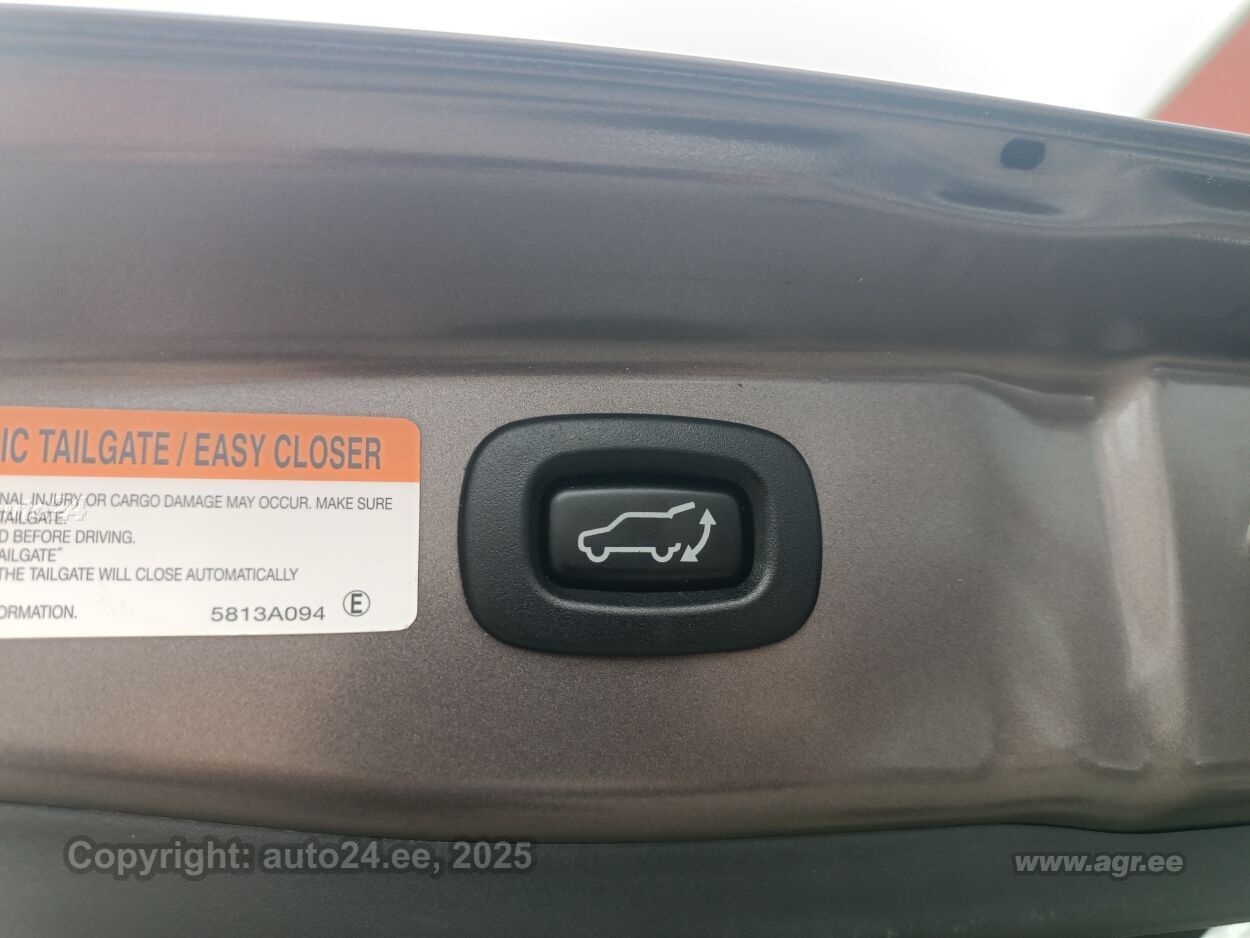 IC TAILGATE / EASY CLOSER
NAL INJURY OR CARGO DAMAGE MAY OCCUR. MAKE SURE
TAILGATE.
D BEFORE DRIVING.
AILGATE"
THE TAILGATE WILL CLOSE AUTOMATICALLY
ORMATION.
5813A094 E
Copyright: auto24.ee, 2025
www.agr.ee